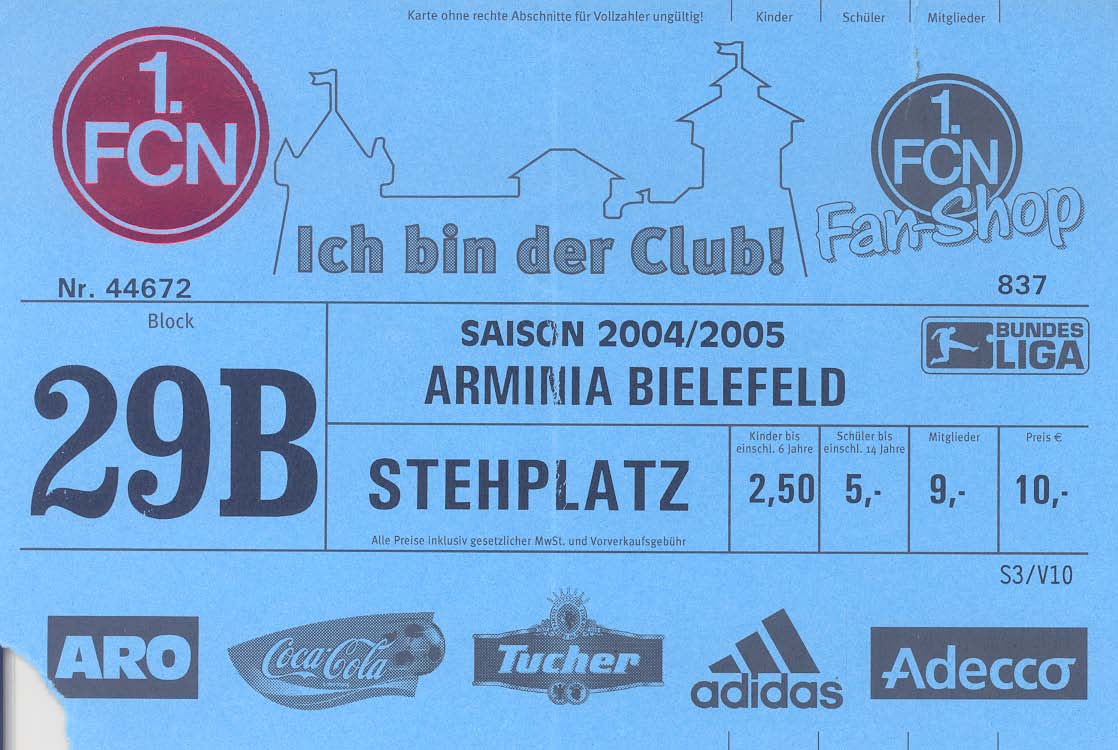 Karte ohne rechte Abschnitte für Vollzahler ungültig!
Kinder
Schüler
Mitglieder
1.
FCN
1.
FCN
Fan-Shop
Ich bin der Club!
Nr. 44672
837
Block
29B
SAISON 2004/2005
ARMINIA BIELEFELD
BUNDES
LIGA
STEHPLATZ
Alle Preise inklusiv gesetzlicher MwSt. und Vorverkaufsgebühr
Kinder bis
einschl. 6 Jahre
2,50
Schüler bis
einschl. 14 Jahre
5,-
Mitglieder
9,-
Preis €
10,-
S3/V10
ARO
Coca-Cola
Tucher
adidas
Adecco